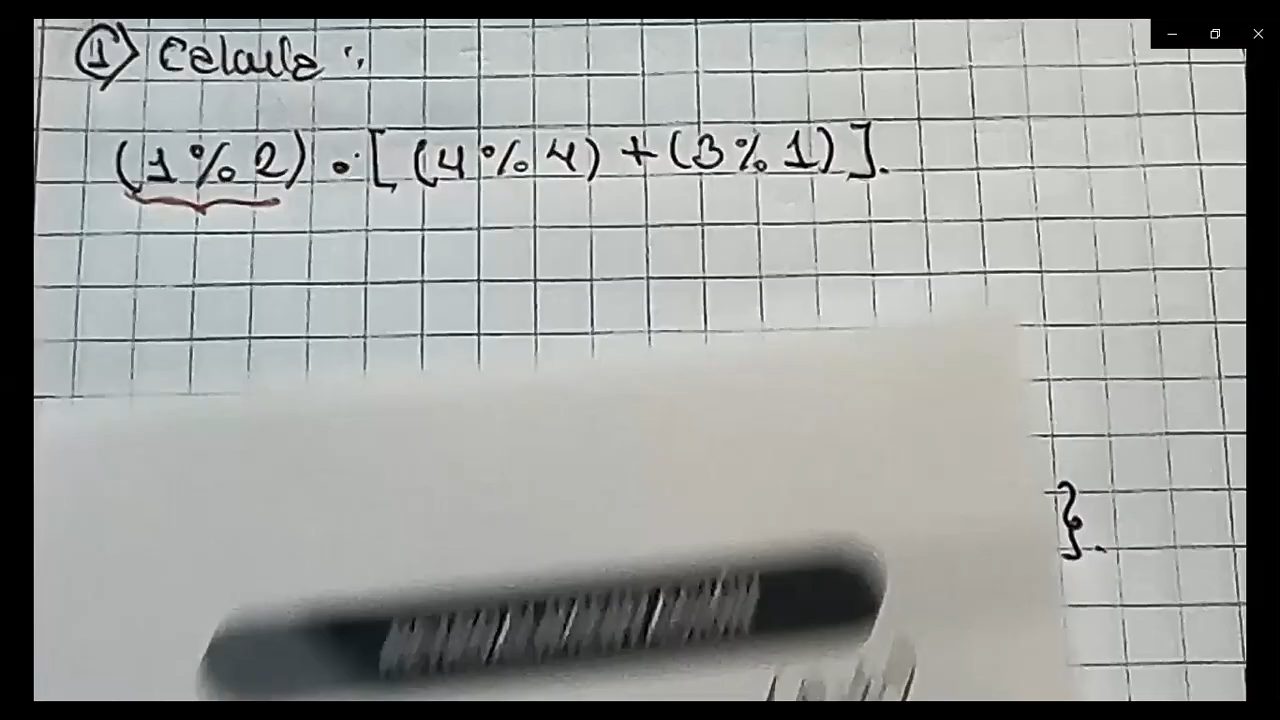 ① Calcule :
(1 % 2) • [ (4 % 4) + (3 % 1) ].
}.